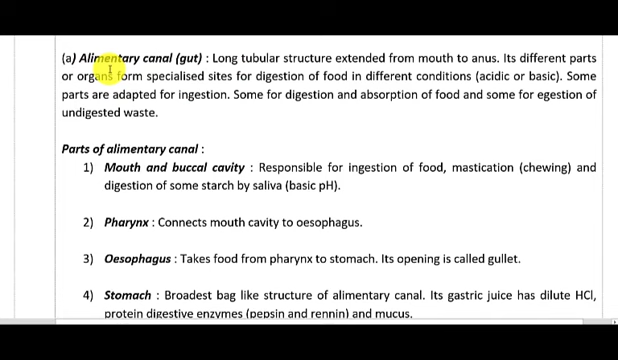 (a) Alimentary canal (gut) : Long tubular structure extended from mouth to anus. Its different parts
or organs form specialised sites for digestion of food in different conditions (acidic or basic). Some
parts are adapted for ingestion. Some for digestion and absorption of food and some for egestion of
undigested waste.
Parts of alimentary canal :
1) Mouth and buccal cavity : Responsible for ingestion of food, mastication (chewing) and
digestion of some starch by saliva (basic pH).
2) Pharynx : Connects mouth cavity to oesophagus.
3) Oesophagus : Takes food from pharynx to stomach. Its opening is called gullet.
4) Stomach : Broadest bag like structure of alimentary canal. Its gastric juice has dilute HCl,
protein digestive enzymes (pepsin and rennin) and mucus.